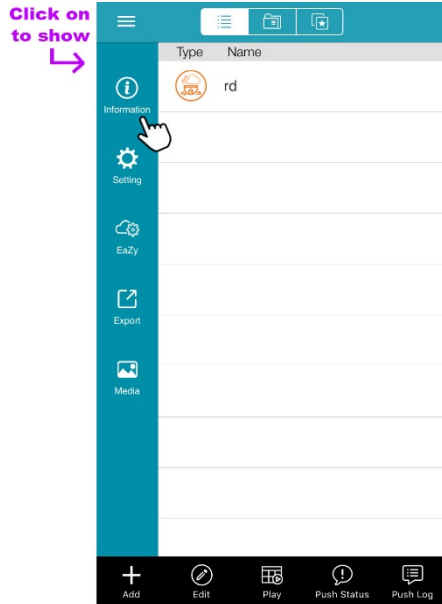 Click on
to show
Type Name
rd
Information
Setting
EaZy
Export
Media
Add Edit Play Push Status Push Log